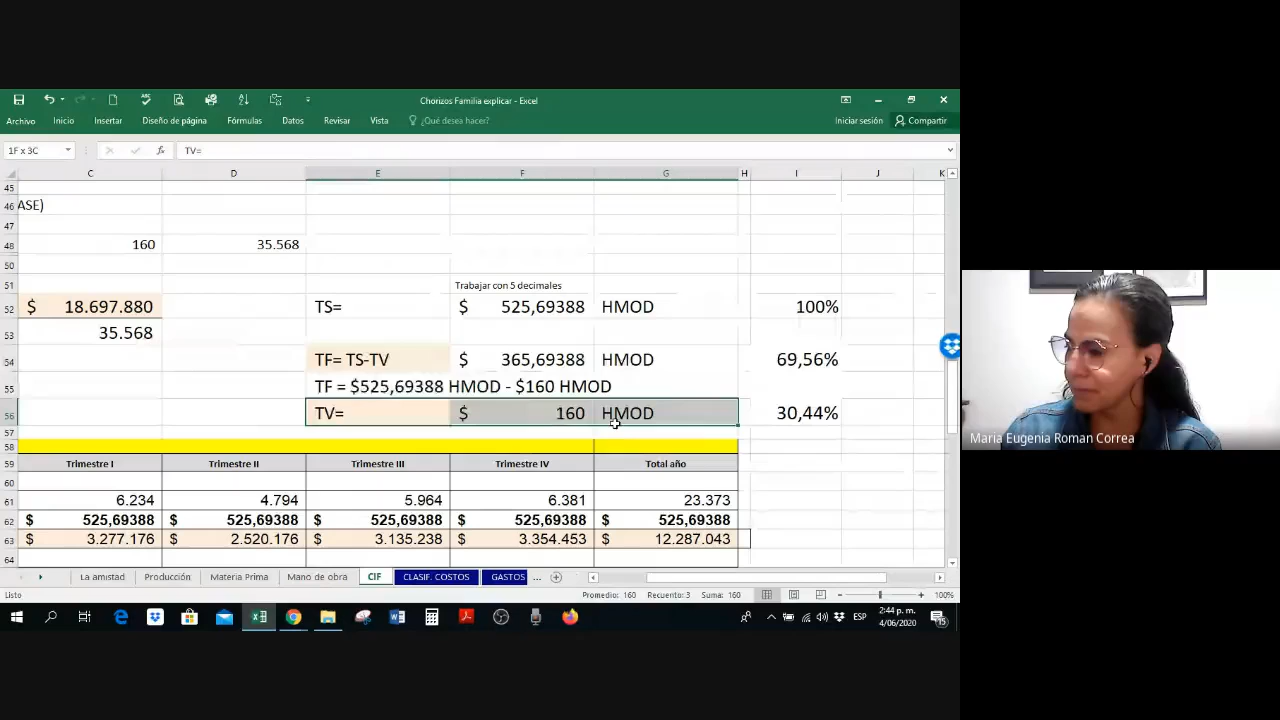 Chorizos Familia explicar - Excel
Archivo Inicio Insertar Diseño de página Fórmulas Datos Revisar Vista ¿Qué desea hacer? Iniciar sesión Compartir
1F x 3C fx TV=
C D E F G H I J K
45
46 ASE)
47
48 160 35.568
50
51 Trabajar con 5 decimales
52 $ 18.697.880 TS= $ 525,69388 HMOD 100%
53 35.568
54 TF= TS-TV $ 365,69388 HMOD 69,56%
55 TF = $525,69388 HMOD - $160 HMOD
56 TV= $ 160 HMOD 30,44%
57
58
59 Trimestre I Trimestre II Trimestre III Trimestre IV Total año
60
61 6.234 4.794 5.964 6.381 23.373
62 $ 525,69388 $ 525,69388 $ 525,69388 $ 525,69388 $ 525,69388
63 $ 3.277.176 $ 2.520.176 $ 3.135.238 $ 3.354.453 $ 12.287.043
64
La amistad Producción Materia Prima Mano de obra CIF CLASIF. COSTOS GASTOS ...
Listo Promedio: 160 Recuento: 3 Suma: 160 100%
ESP 2:44 p. m.
4/06/2020 15
Maria Eugenia Roman Correa